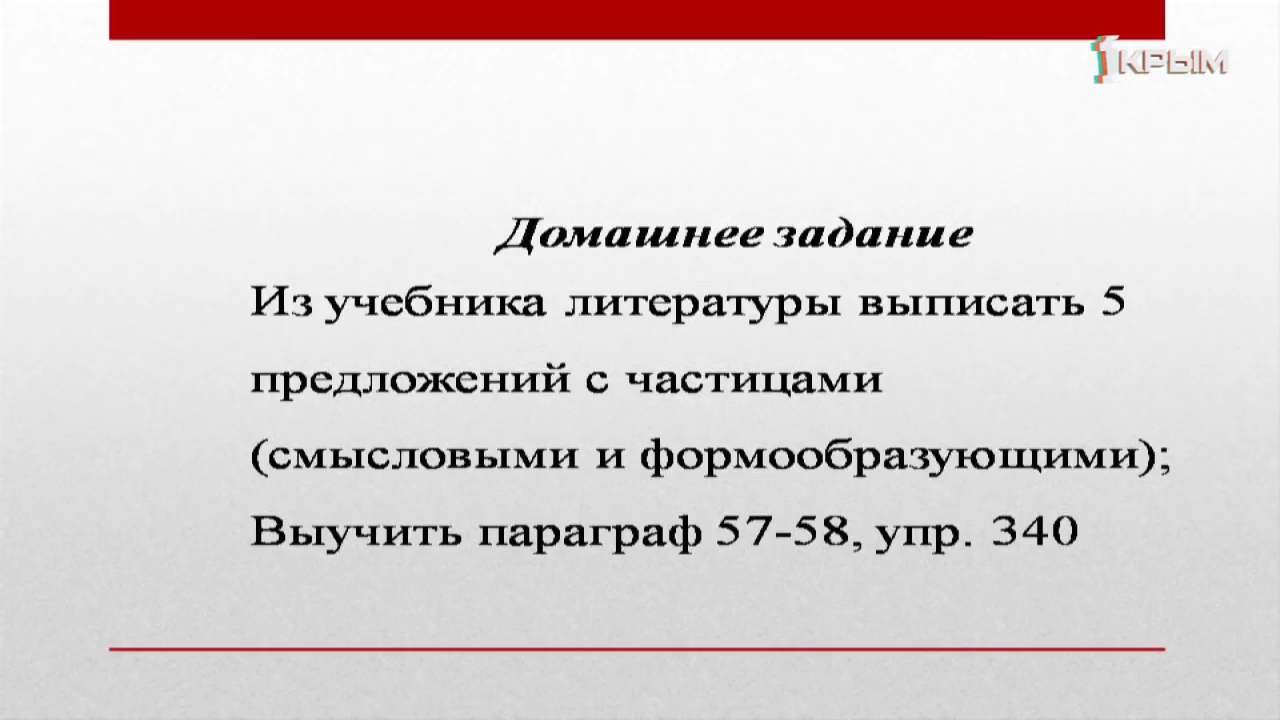 1КРЫМ
Домашнее задание
Из учебника литературы выписать 5
предложений с частицами
(смысловыми и формообразующими);
Выучить параграф 57-58, упр. 340